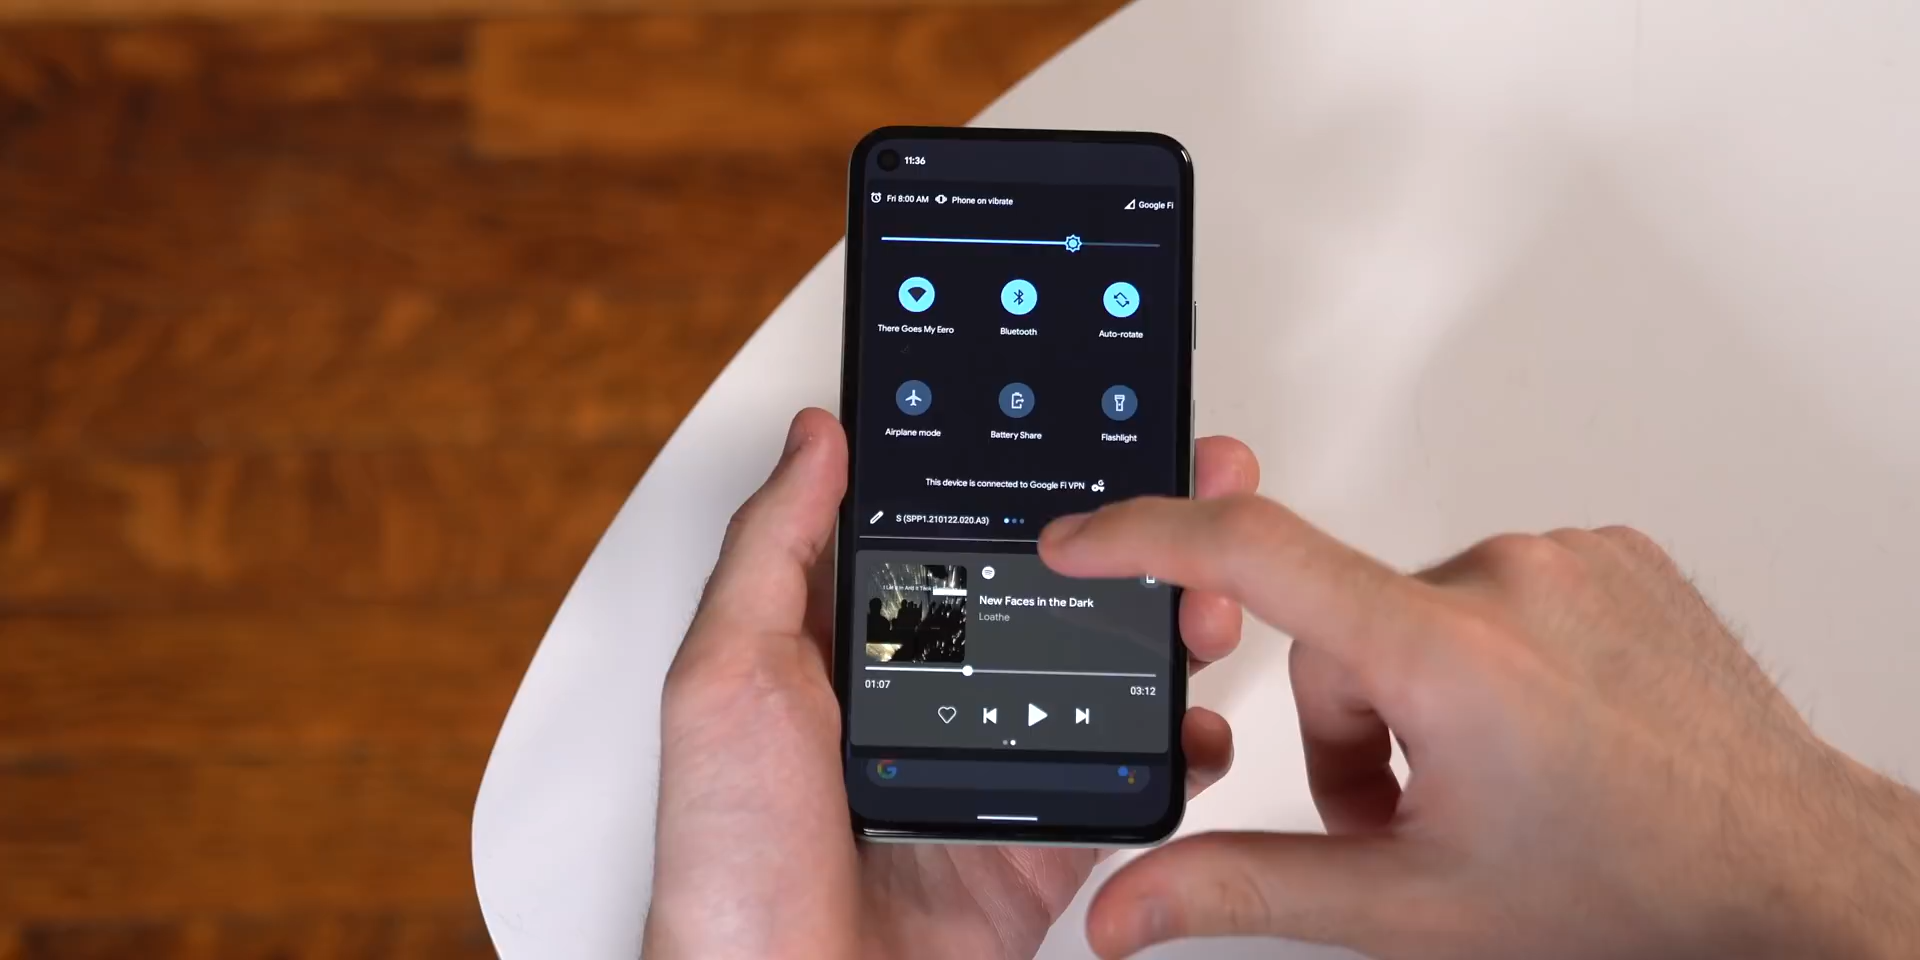 11:36
Fri 8:00 AM Phone on vibrate Google Fi
There Goes My Eero Bluetooth Auto-rotate
Airplane mode Battery Share Flashlight
This device is connected to Google Fi VPN
S (SPP1.210122.020.A3)
New Faces in the Dark
Loathe
01:07 03:12